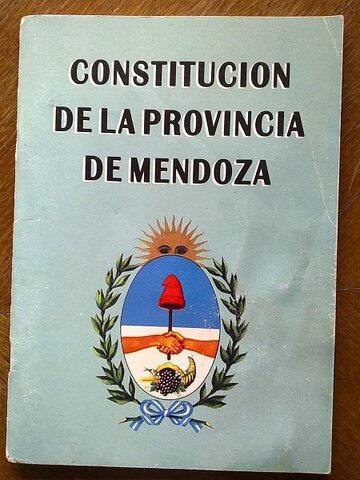 CONSTITUCION
DE LA PROVINCIA
DE MENDOZA